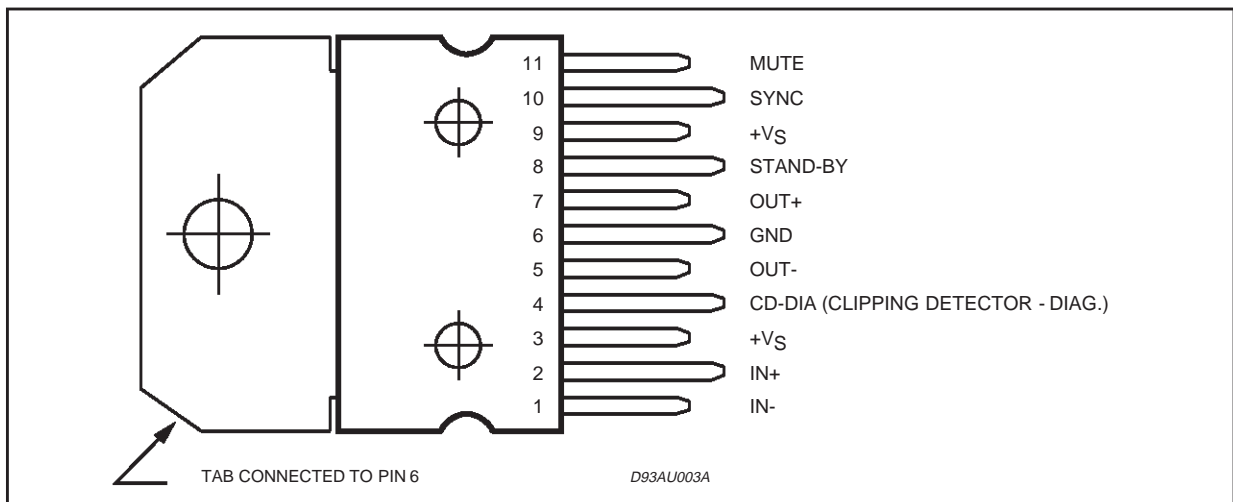 11 MUTE
10 SYNC
9 +VS
8 STAND-BY
7 OUT+
6 GND
5 OUT-
4 CD-DIA (CLIPPING DETECTOR - DIAG.)
3 +VS
2 IN+
1 IN-
TAB CONNECTED TO PIN 6 D93AU003A